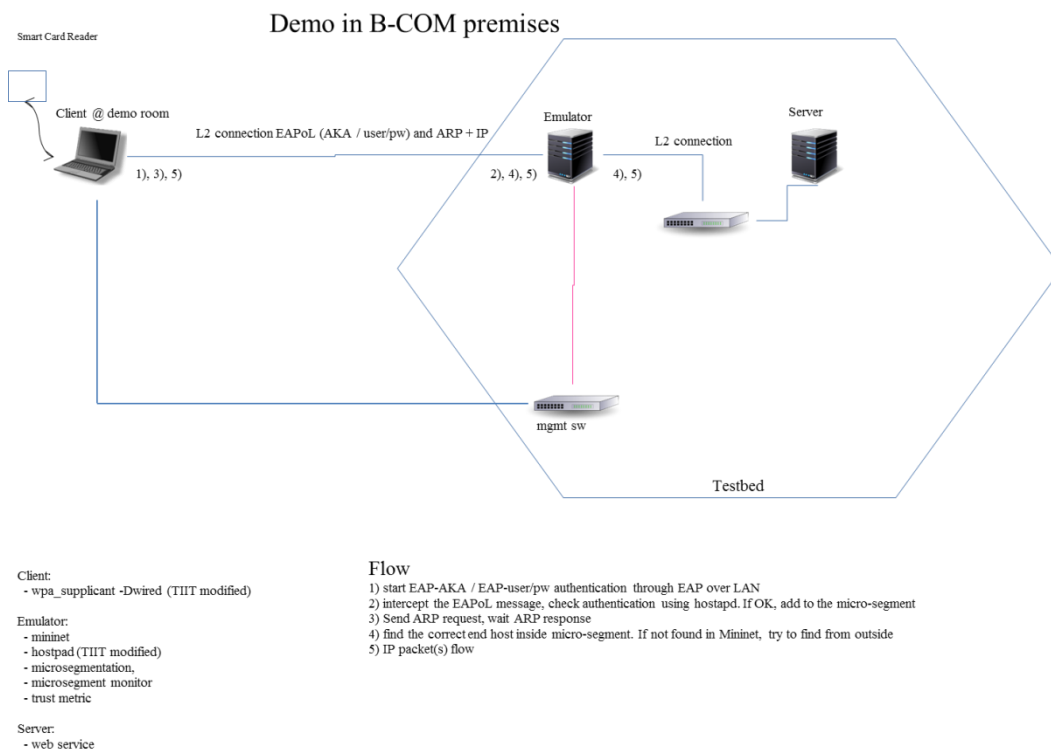 Demo in B-COM premises
Smart Card Reader
Client @ demo room
L2 connection EAPoL (AKA / user/pw) and ARP + IP
Emulator
Server
L2 connection
1), 3), 5)
2), 4), 5)
4), 5)
mgmt sw
Testbed
Client:
- wpa_supplicant -Dwired (TIIT modified)
Emulator:
- mininet
- hostpad (TIIT modified)
- microsegmentation,
- microsegment monitor
- trust metric
Server:
- web service
Flow
1) start EAP-AKA / EAP-user/pw authentication through EAP over LAN
2) intercept the EAPoL message, check authentication using hostapd. If OK, add to the micro-segment
3) Send ARP request, wait ARP response
4) find the correct end host inside micro-segment. If not found in Mininet, try to find from outside
5) IP packet(s) flow